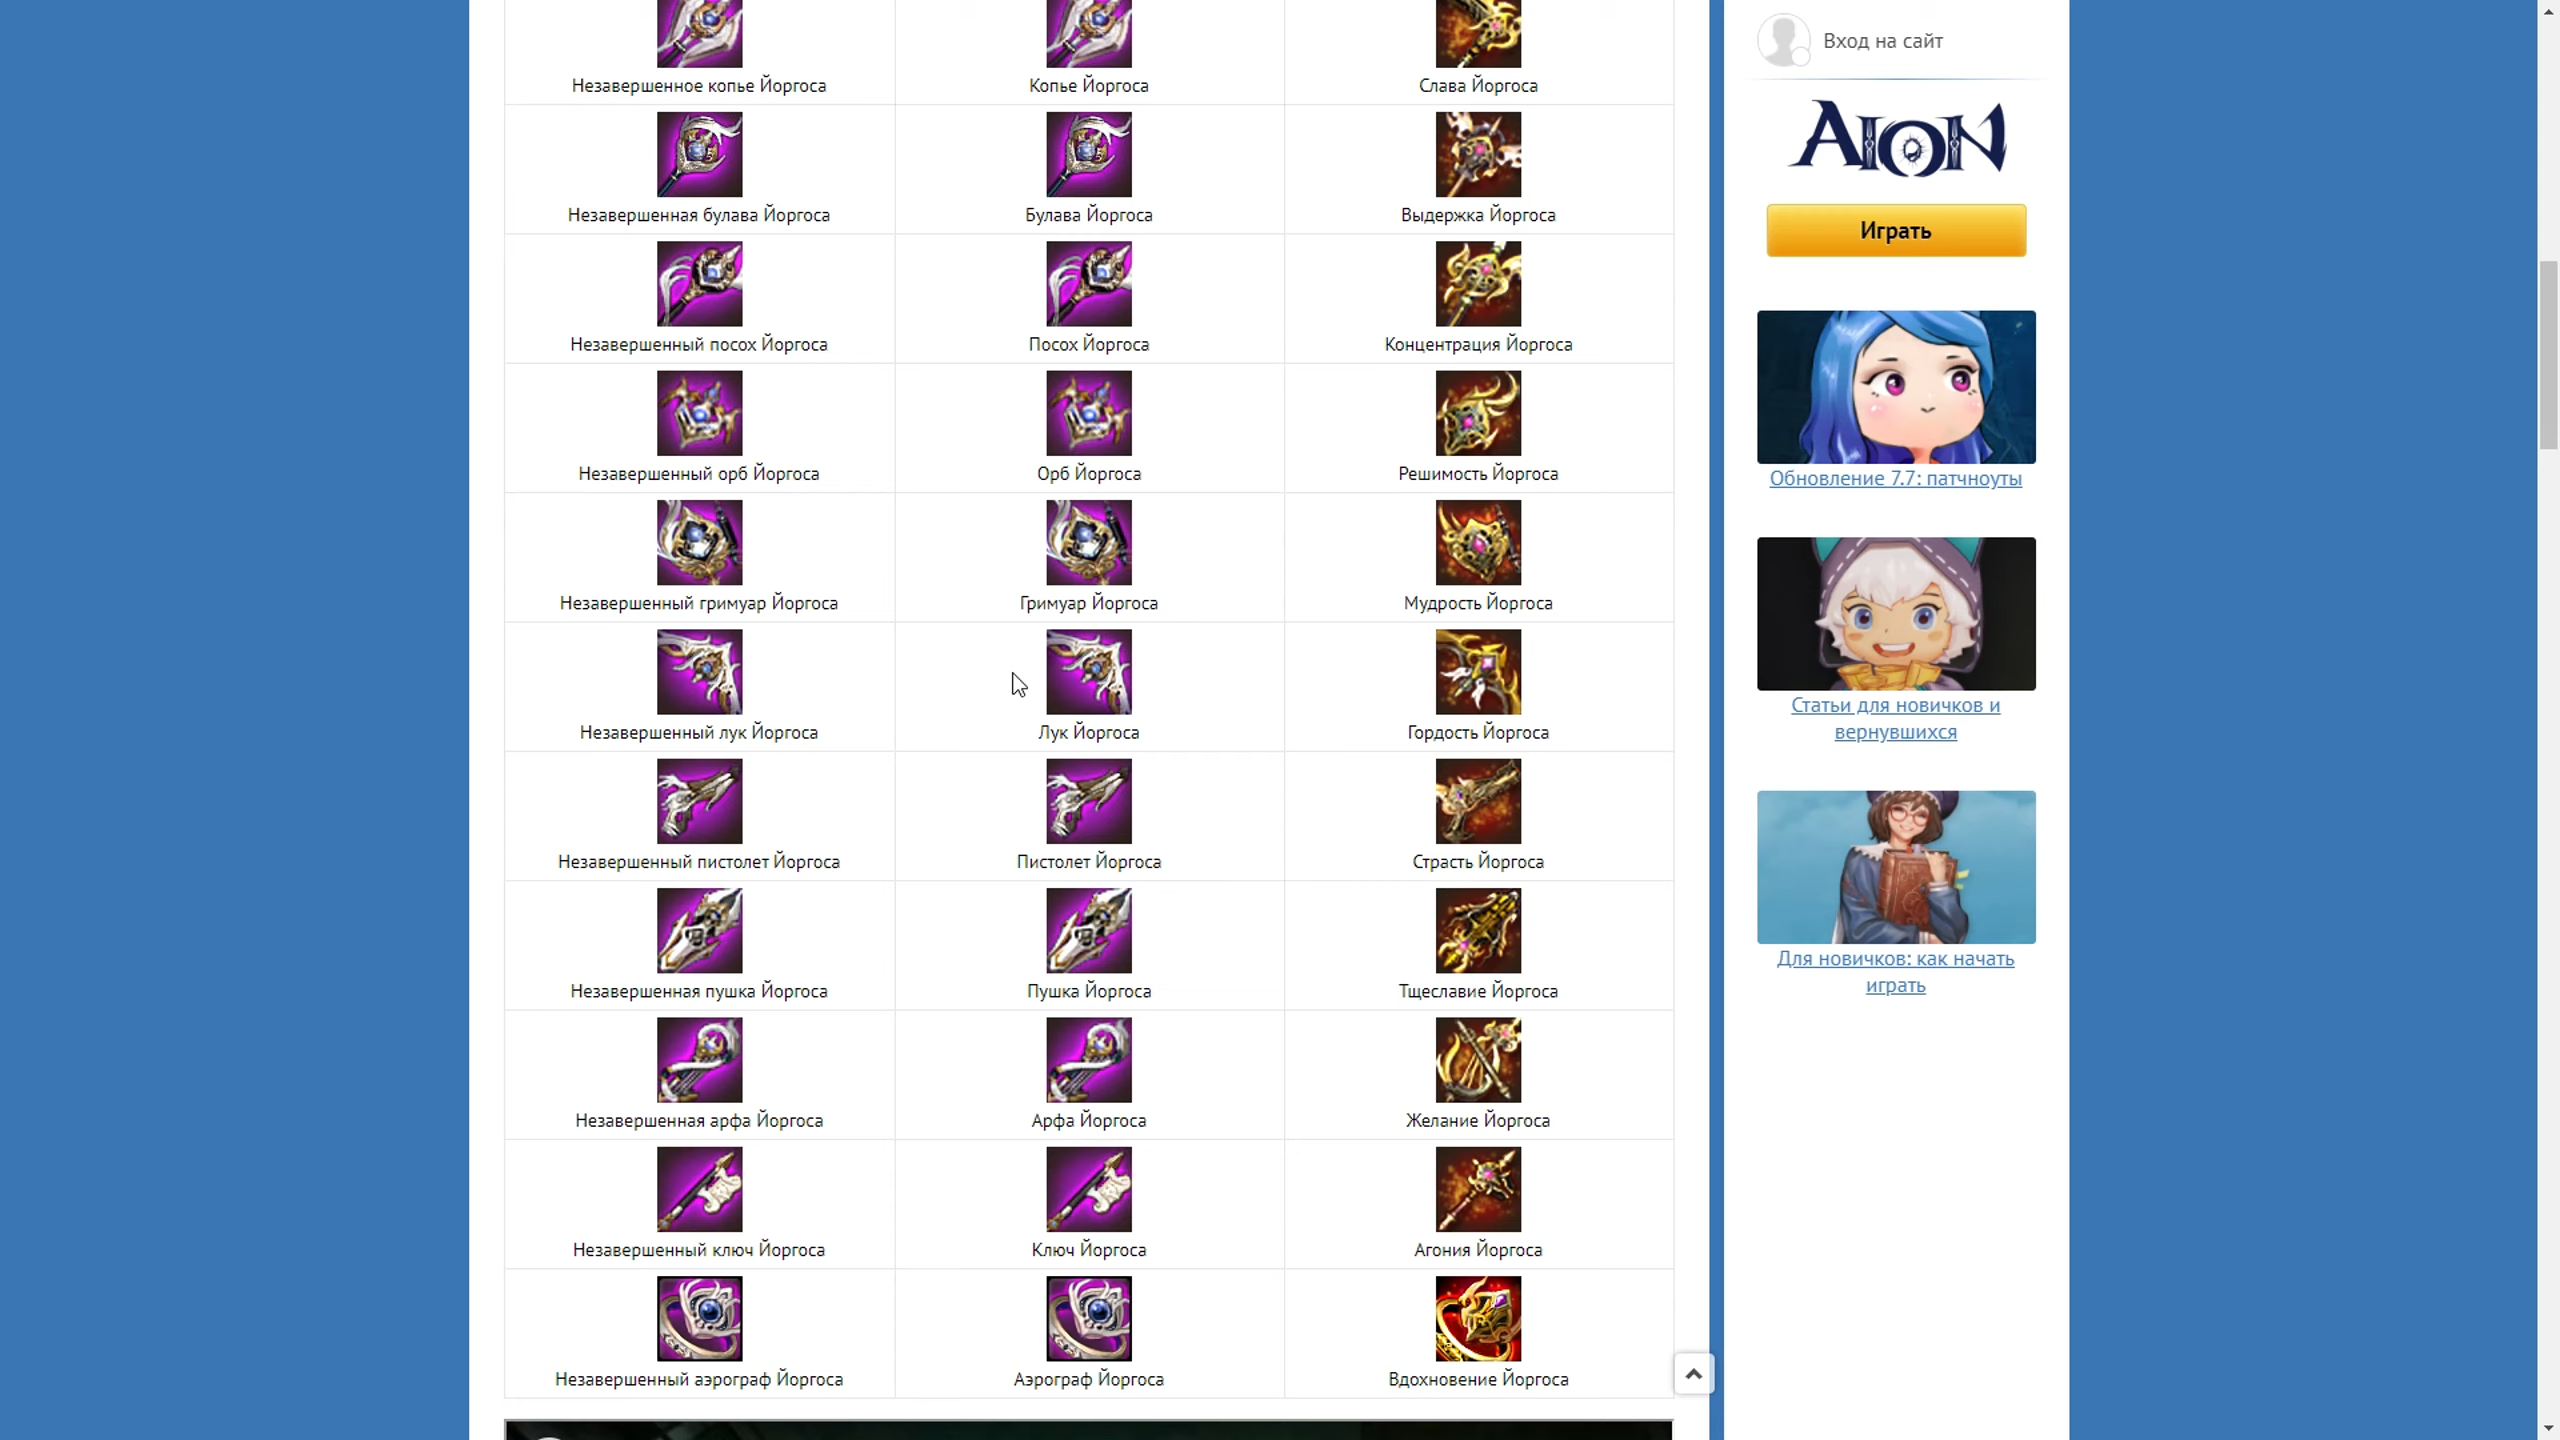 Незавершенное копье Йоргоса
Копье Йоргоса
Слава Йоргоса
Незавершенная булава Йоргоса
Булава Йоргоса
Выдержка Йоргоса
Незавершенный посох Йоргоса
Посох Йоргоса
Концентрация Йоргоса
Незавершенный орб Йоргоса
Орб Йоргоса
Решимость Йоргоса
Незавершенный гримуар Йоргоса
Гримуар Йоргоса
Мудрость Йоргоса
Незавершенный лук Йоргоса
Лук Йоргоса
Гордость Йоргоса
Незавершенный пистолет Йоргоса
Пистолет Йоргоса
Страсть Йоргоса
Незавершенная пушка Йоргоса
Пушка Йоргоса
Тщеславие Йоргоса
Незавершенная арфа Йоргоса
Арфа Йоргоса
Желание Йоргоса
Незавершенный ключ Йоргоса
Ключ Йоргоса
Агония Йоргоса
Незавершенный аэрограф Йоргоса
Аэрограф Йоргоса
Вдохновение Йоргоса
Вход на сайт
AION
Играть
Обновление 7.7: патчноуты
Статьи для новичков и
вернувшихся
Для новичков: как начать
играть